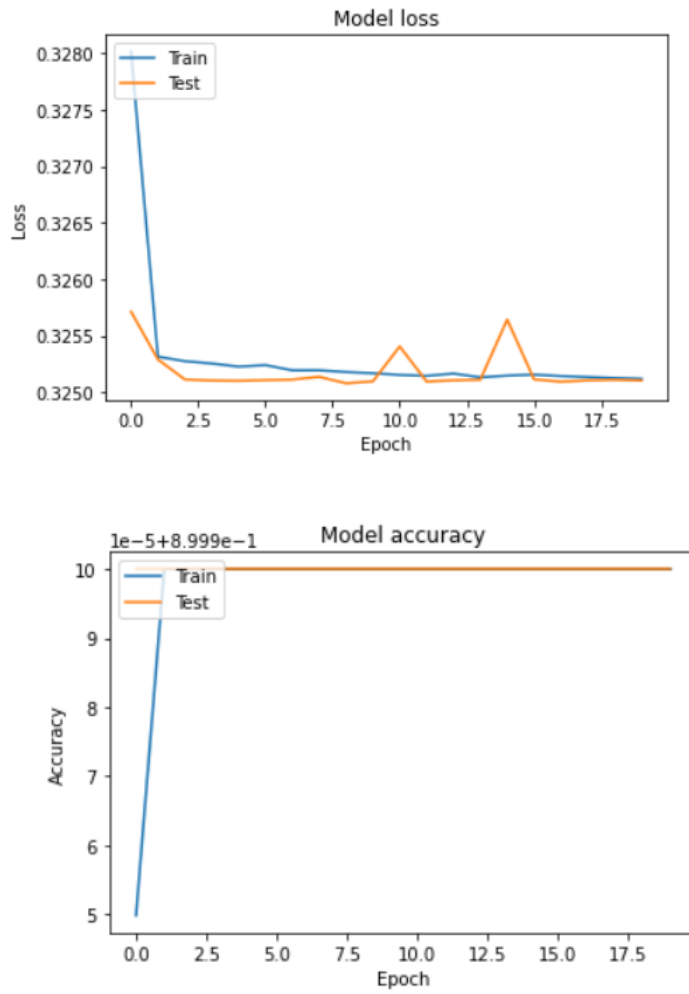 Model loss
0.3280
0.3275
0.3270
0.3265
0.3260
0.3255
0.3250
Loss
Train
Test
0.0 2.5 5.0 7.5 10.0 12.5 15.0 17.5
Epoch
1e-5+8.999e-1
Model accuracy
10
9
8
7
6
5
Accuracy
Train
Test
0.0 2.5 5.0 7.5 10.0 12.5 15.0 17.5
Epoch